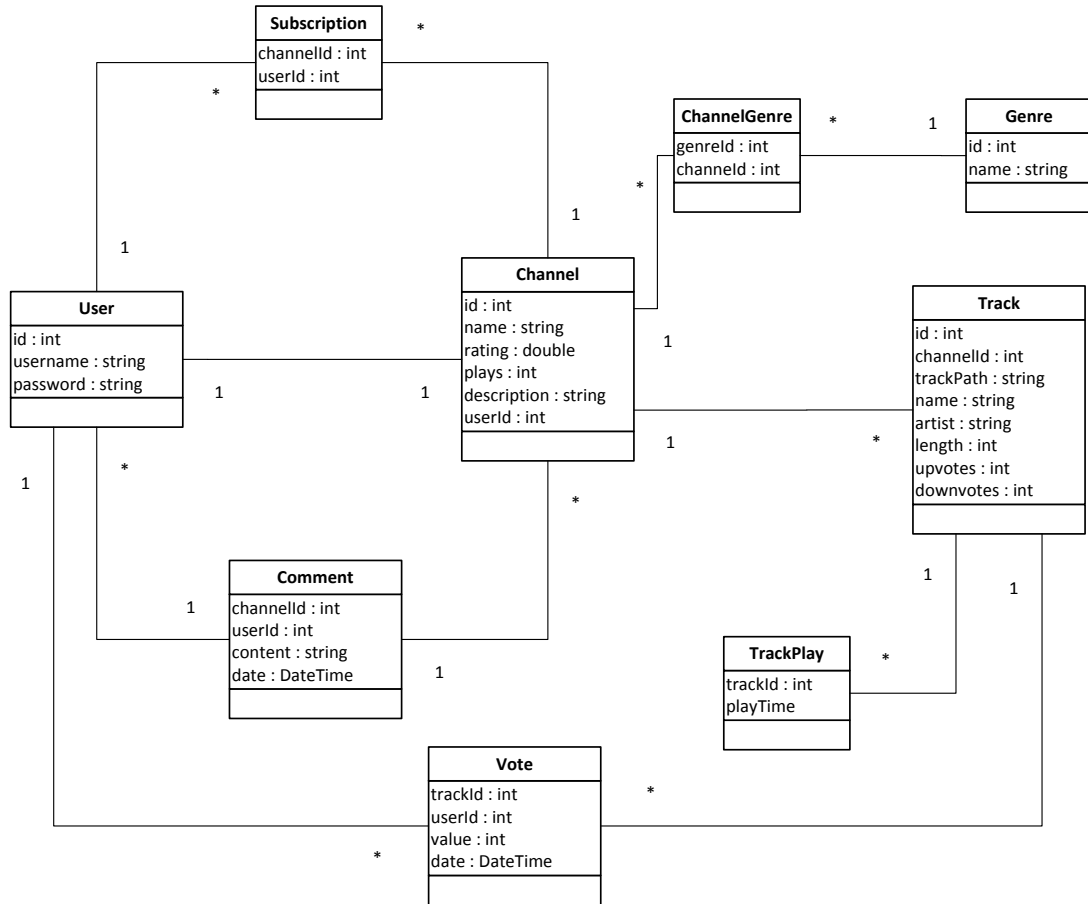 Subscription
channelId : int
userId : int
*
*
1
1
ChannelGenre
genreId : int
channeId : int
*
*
1
1
Genre
id : int
name : string
User
id : int
username : string
password : string
1
1
Channel
id : int
name : string
rating : double
plays : int
description : string
userId : int
1
*
Track
id : int
channelId : int
trackPath : string
name : string
artist : string
length : int
upvotes : int
downvotes : int
1
*
*
1
1
Comment
channelId : int
userId : int
content : string
date : DateTime
1
1
1
TrackPlay
trackId : int
playTime
*
Vote
trackId : int
userId : int
value : int
date : DateTime
*
*